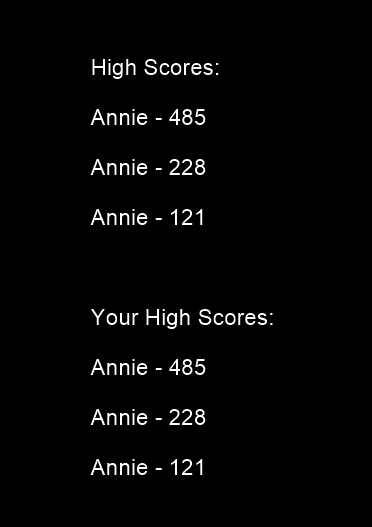 High Scores:
Annie - 485
Annie - 228
Annie - 121
Your High Scores:
Annie - 485
Annie - 228
Annie - 121